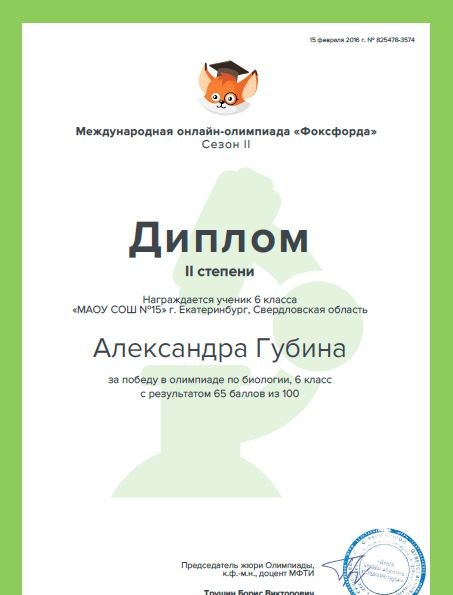 15 февраля 2016 г. № 825478-3574
Международная онлайн-олимпиада «Фоксфорда»
Сезон II
Диплом
II степени
Награждается ученик 6 класса
«МАОУ СОШ №15» г. Екатеринбург, Свердловская область
Александра Губина
за победу в олимпиаде по биологии, 6 класс
с результатом 65 баллов из 100
Председатель жюри Олимпиады,
к.ф.-м.н., доцент МФТИ
Трушин Борис Викторович